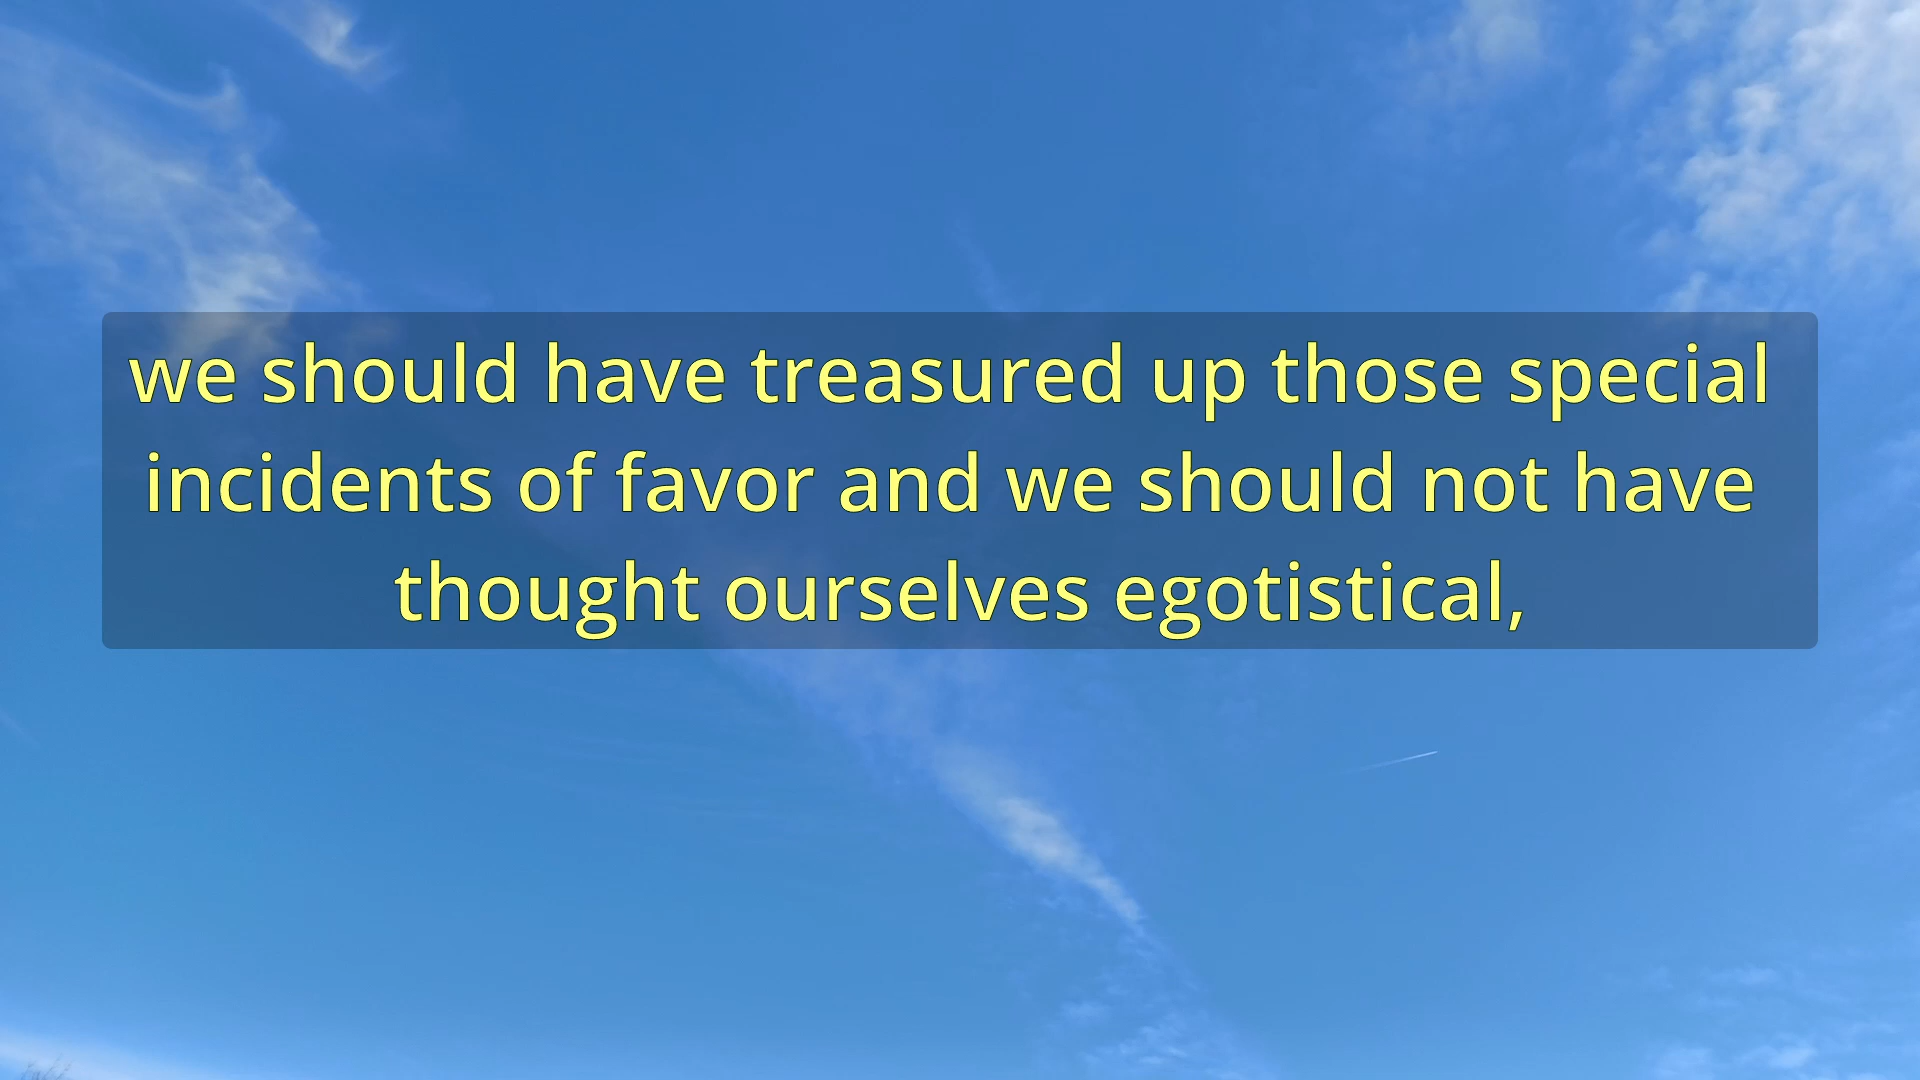 we should have treasured up those special
incidents of favor and we should not have
thought ourselves egotistical,